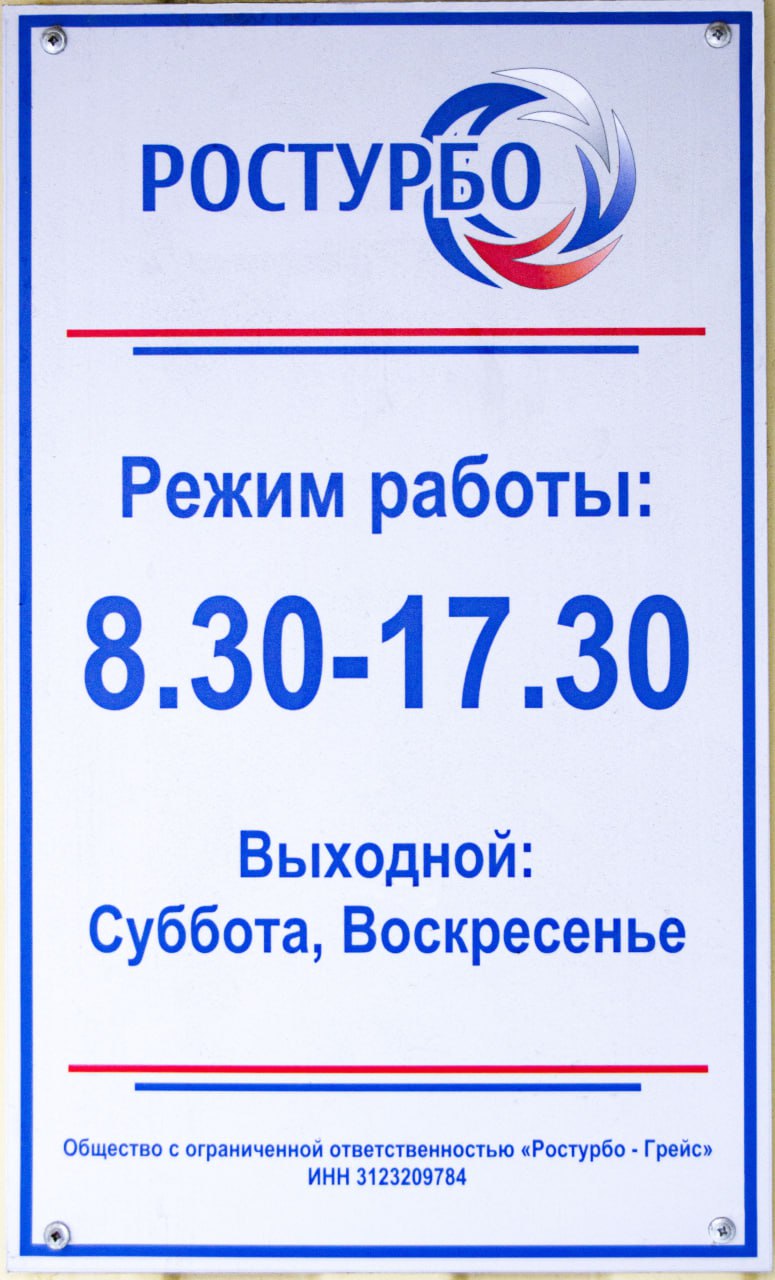 РОСТУРБО
Режим работы:
8.30-17.30
Выходной:
Суббота, Воскресенье
Общество с ограниченной ответственностью «Ростурбо - Грейс»
ИНН 3123209784